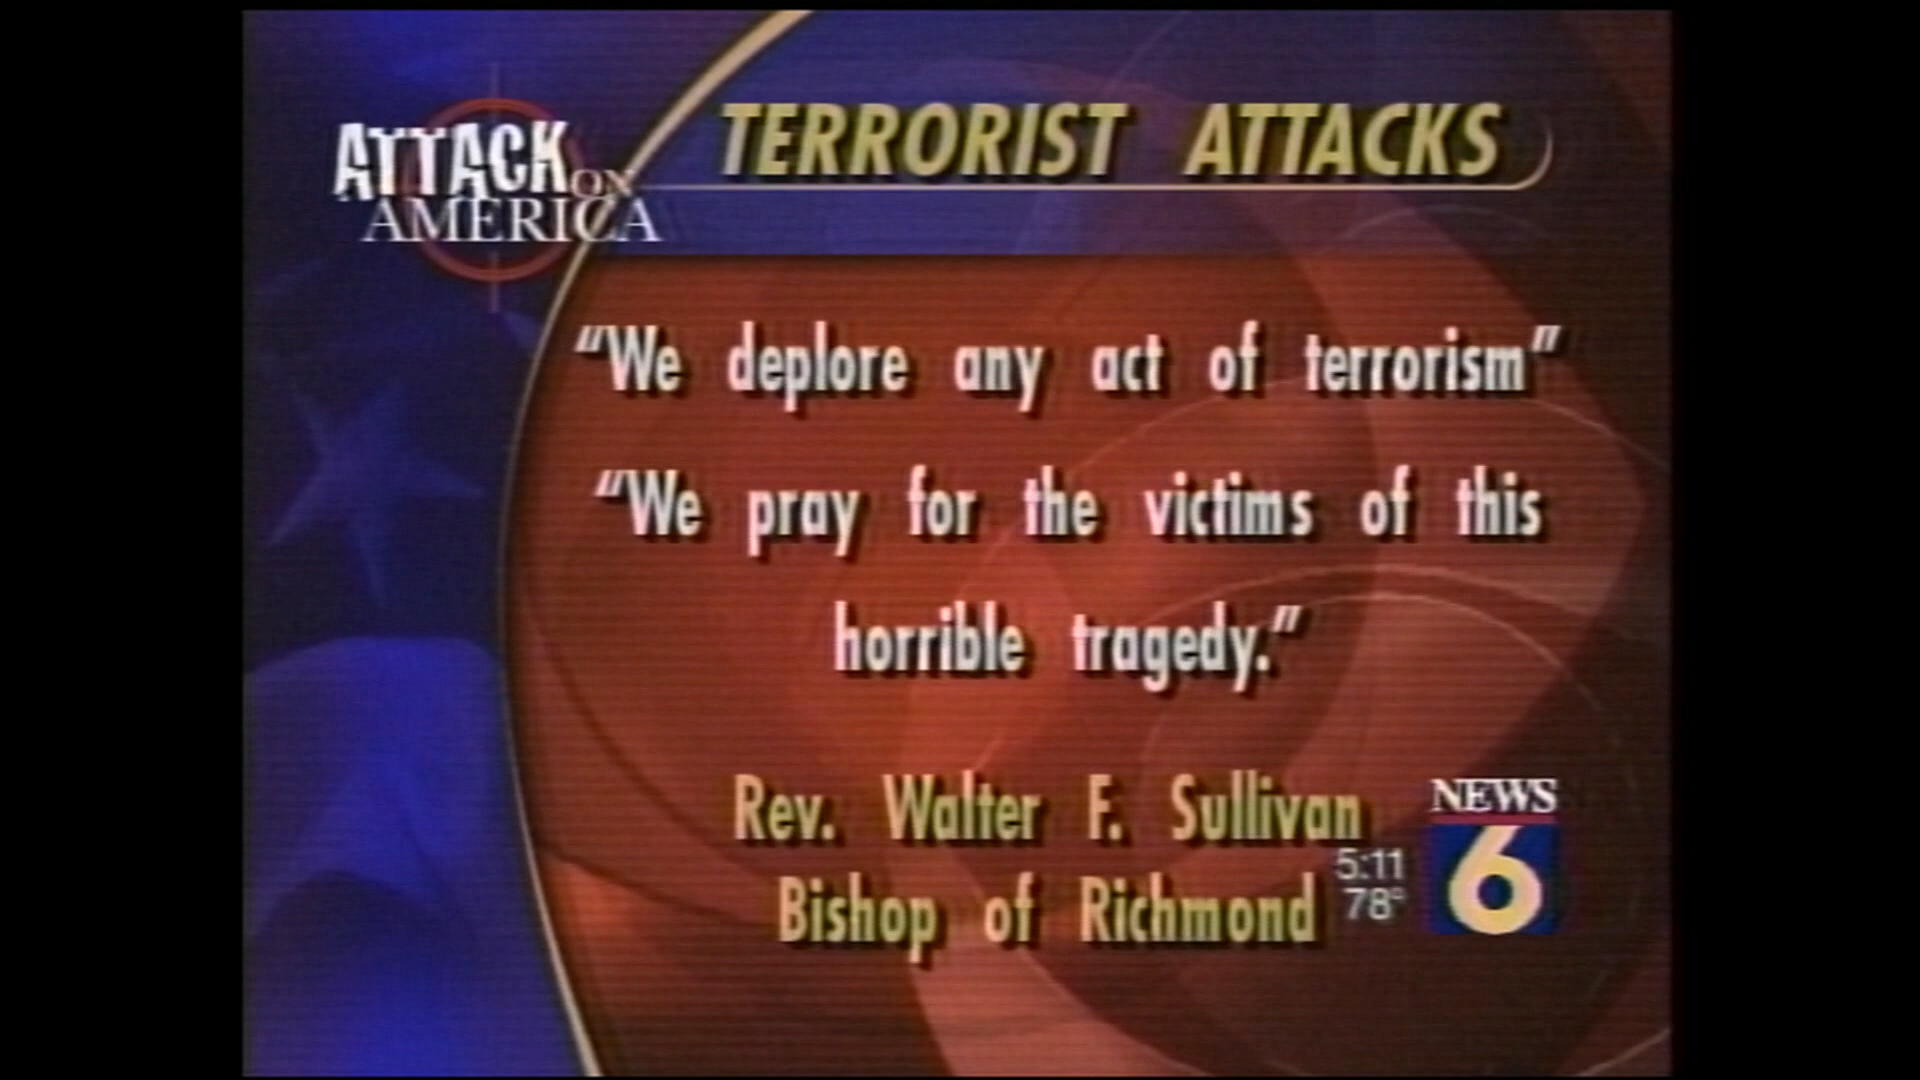 ATTACK ON
AMERICA
TERRORIST ATTACKS
“We deplore any act of terrorism”
“We pray for the victims of this
horrible tragedy.”
Rev. Walter F. Sullivan
Bishop of Richmond
NEWS
6
5:11
78°